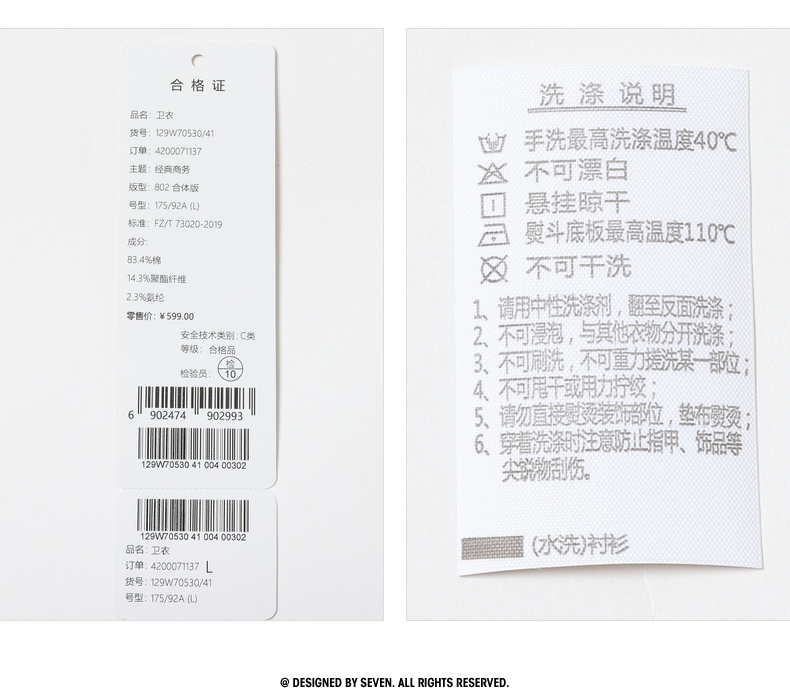 合格证
品名: 卫衣
货号: 129W70530/41
订单: 4200071137
主题: 经典商务
版型: 802 合体版
号型: 175/92A (L)
标准: FZ/T 73020-2019
成分:
83.4%棉
14.3%聚酯纤维
2.3%氨纶
零售价: ¥599.00
安全技术类别: C类
等级: 合格品
检验员: 检 10
6 902474 902993
129W70530 41 004 00302
129W70530 41 004 00302
品名: 卫衣
订单: 4200071137 L
货号: 129W70530/41
号型: 175/92A (L)
洗涤说明
手洗最高洗涤温度40℃
不可漂白
悬挂晾干
熨斗底板最高温度110℃
不可干洗
1、请用中性洗涤剂，翻至反面洗涤；
2、不可浸泡，与其他衣物分开洗涤；
3、不可刷洗，不可重力搓洗某一部位；
4、不可甩干或用力拧绞；
5、请勿直接熨烫装饰部位，垫布熨烫；
6、穿着洗涤时注意防止指甲、饰品等
尖锐物刮伤。
(水洗)衬衫
@ DESIGNED BY SEVEN. ALL RIGHTS RESERVED.